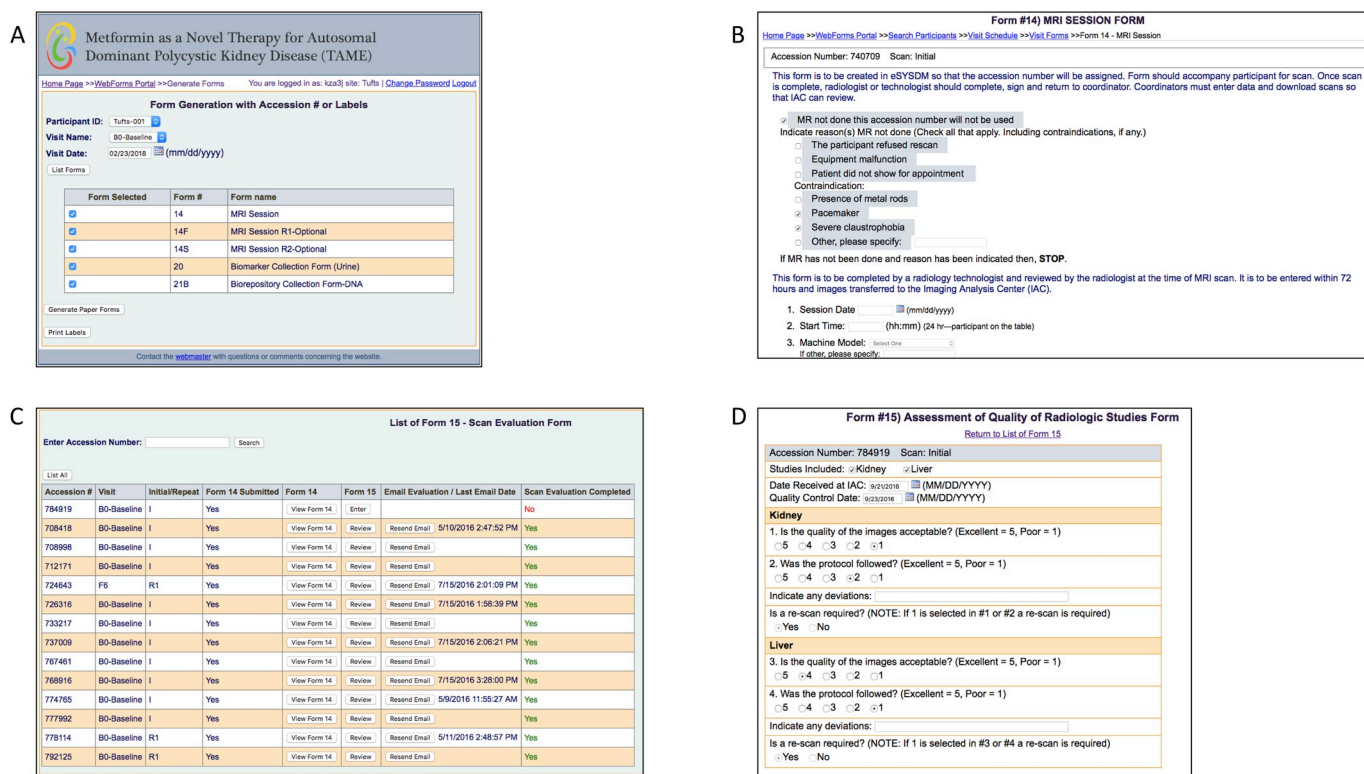 A
Metformin as a Novel Therapy for Autosomal
Dominant Polycystic Kidney Disease (TAME)
Home Page >>WebForms Portal >>Generate Forms You are logged in as: kza3| site: Tufts | Change Password Logout
Form Generation with Accession # or Labels
Participant ID: Tufts-001
Visit Name: B0-Baseline
Visit Date: 02/23/2018 (mm/dd/yyyy)
List Forms
Form Selected Form # Form name
14 MRI Session
14F MRI Session R1-Optional
14S MRI Session R2-Optional
20 Biomarker Collection Form (Urine)
21B Biorepository Collection Form-DNA
Generate Paper Forms
Print Labels
Contact the webmaster with questions or comments concerning the website.
B
Form #14) MRI SESSION FORM
Home Page >>WebForms Portal >>Search Participants >>Visit Schedule >>Visit Forms >>Form 14 - MRI Session
Accession Number: 740709 Scan: Initial
This form is to be created in eSYSDM so that the accession number will be assigned. Form should accompany participant for scan. Once scan
is complete, radiologist or technologist should complete, sign and return to coordinator. Coordinators must enter data and download scans so
that IAC can review.
MR not done this accession number will not be used
Indicate reason(s) MR not done (Check all that apply. Including contraindications, if any.)
The participant refused rescan
Equipment malfunction
Patient did not show for appointment
Contraindication:
Presence of metal rods
Pacemaker
Severe claustrophobia
Other, please specify:
If MR has not been done and reason has been indicated then, STOP.
This form is to be completed by a radiology technologist and reviewed by the radiologist at the time of MRI scan. It is to be entered within 72
hours and images transferred to the Imaging Analysis Center (IAC).
1. Session Date (mm/dd/yyyy)
2. Start Time: (hh:mm) (24 hr—participant on the table)
3. Machine Model: Select One
If other, please specify:
C
List of Form 15 - Scan Evaluation Form
Enter Accession Number: Search
List All
Accession # Visit Initial/Repeat Form 14 Submitted Form 14 Form 15 Email Evaluation / Last Email Date Scan Evaluation Completed
784919 B0-Baseline I Yes View Form 14 Enter No
708418 B0-Baseline I Yes View Form 14 Review Resend Email 5/10/2016 2:47:52 PM Yes
708998 B0-Baseline I Yes View Form 14 Review Resend Email Yes
712171 B0-Baseline I Yes View Form 14 Review Resend Email Yes
724643 F6 R1 Yes View Form 14 Review Resend Email 7/15/2016 2:01:09 PM Yes
726316 B0-Baseline I Yes View Form 14 Review Resend Email 7/15/2016 1:58:39 PM Yes
733217 B0-Baseline I Yes View Form 14 Review Resend Email Yes
737009 B0-Baseline I Yes View Form 14 Review Resend Email 7/15/2016 2:06:21 PM Yes
767461 B0-Baseline I Yes View Form 14 Review Resend Email Yes
768916 B0-Baseline I Yes View Form 14 Review Resend Email 7/15/2016 3:28:00 PM Yes
774765 B0-Baseline I Yes View Form 14 Review Resend Email 5/9/2016 11:55:27 AM Yes
777992 B0-Baseline I Yes View Form 14 Review Resend Email Yes
778114 B0-Baseline R1 Yes View Form 14 Review Resend Email 5/11/2016 2:48:57 PM Yes
792125 B0-Baseline R1 Yes View Form 14 Review Resend Email Yes
D
Form #15) Assessment of Quality of Radiologic Studies Form
Return to List of Form 15
Accession Number: 784919 Scan: Initial
Studies Included: Kidney Liver
Date Received at IAC: 9/21/2016 (MM/DD/YYYY)
Quality Control Date: 9/23/2016 (MM/DD/YYYY)
Kidney
1. Is the quality of the images acceptable? (Excellent = 5, Poor = 1)
5 4 3 2 1
2. Was the protocol followed? (Excellent = 5, Poor = 1)
5 4 3 2 1
Indicate any deviations:
Is a re-scan required? (NOTE: If 1 is selected in #1 or #2 a re-scan is required)
Yes No
Liver
3. Is the quality of the images acceptable? (Excellent = 5, Poor = 1)
5 4 3 2 1
4. Was the protocol followed? (Excellent = 5, Poor = 1)
5 4 3 2 1
Indicate any deviations:
Is a re-scan required? (NOTE: If 1 is selected in #3 or #4 a re-scan is required)
Yes No